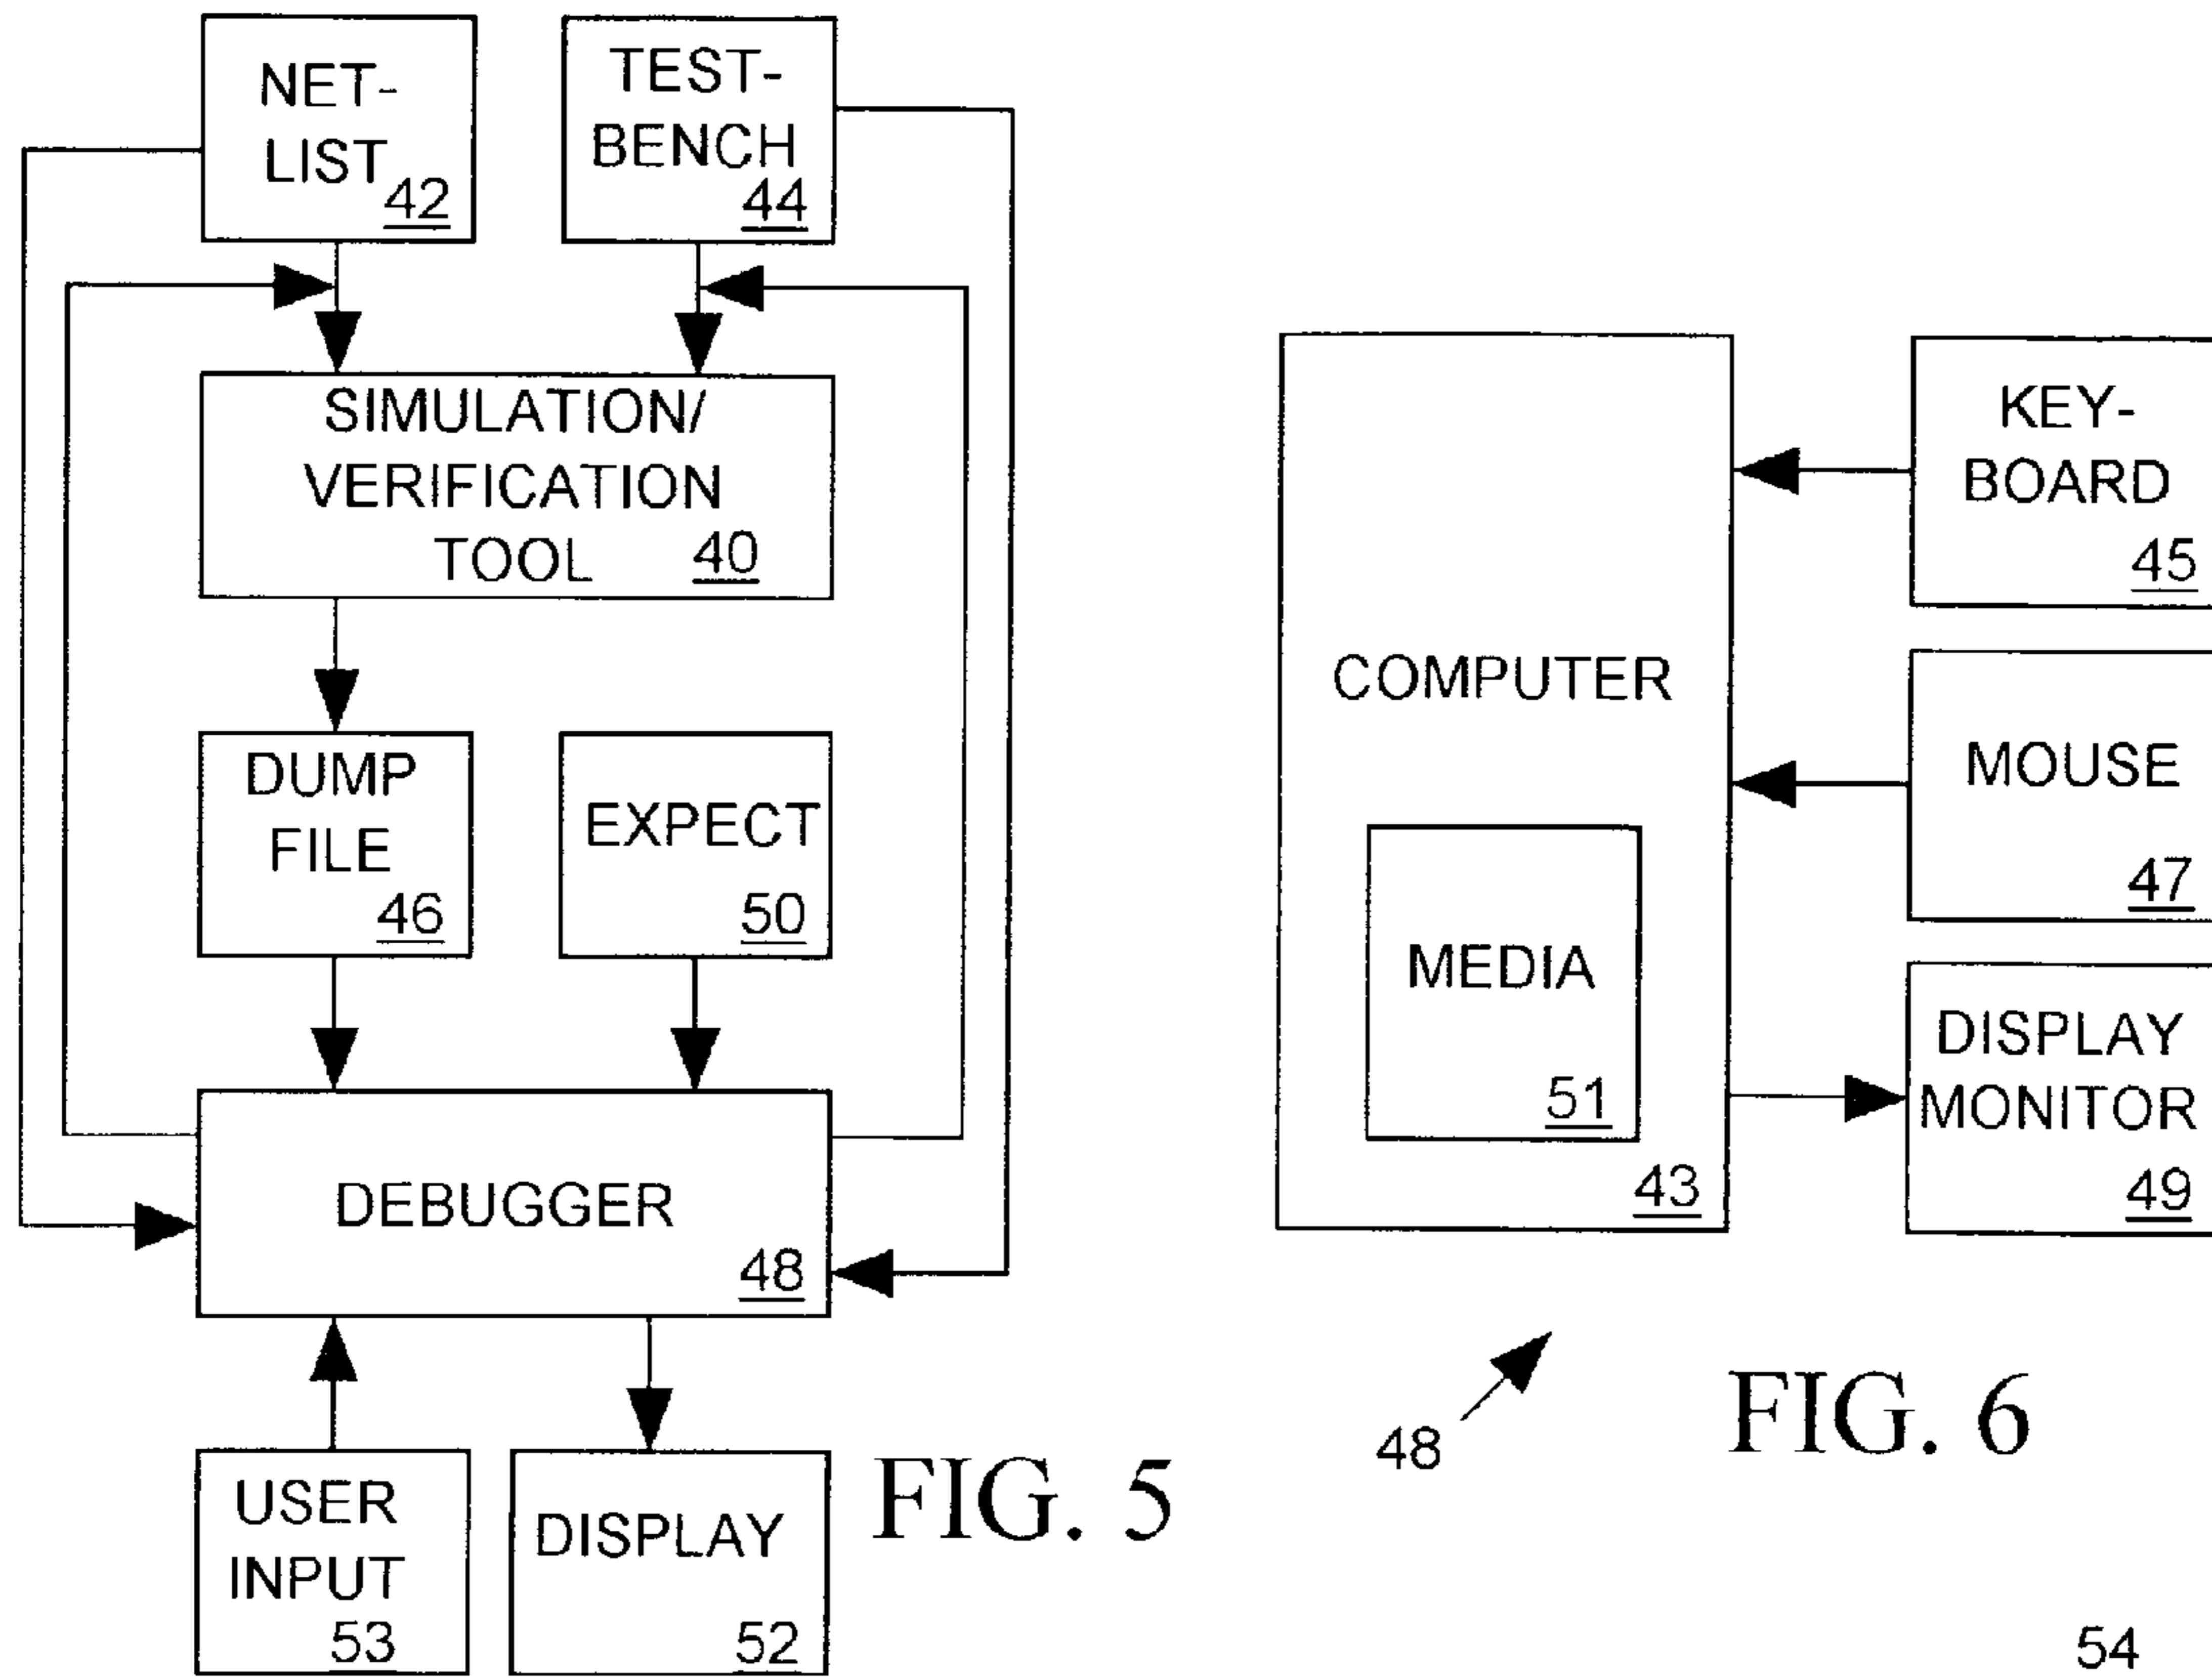 NET-
LIST
42
TEST-
BENCH
44
SIMULATION/
VERIFICATION
TOOL
40
DUMP
FILE
46
EXPECT
50
DEBUGGER
48
USER
INPUT
53
DISPLAY
52
FIG. 5
COMPUTER
MEDIA
51
43
KEY-
BOARD
45
MOUSE
47
DISPLAY
MONITOR
49
48
FIG. 6
54